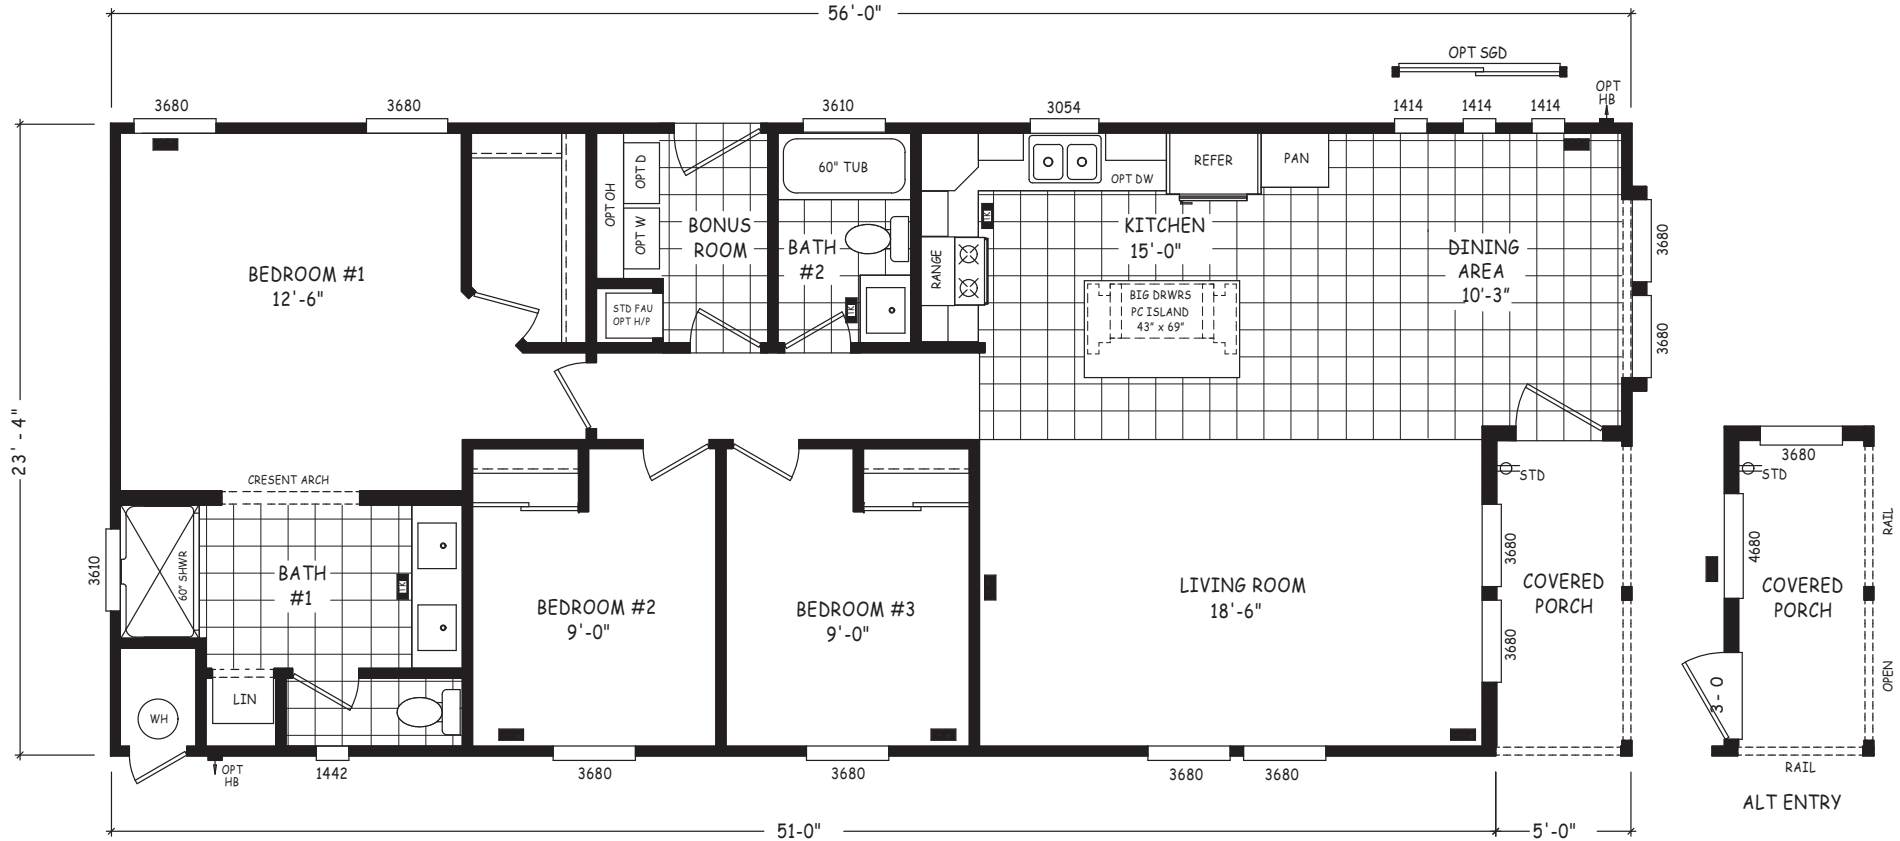 56'-0"
OPT SGD
3680
3680
3610
3054
1414
1414
1414
OPT
HB
60" TUB
REFER
PAN
OPT DW
OPT OH
OPT D
OPT W
BONUS
ROOM
BATH
#2
KITCHEN
15'-0"
DINING
AREA
10'-3"
3680
3680
RANGE
BEDROOM #1
12'-6"
STD FAU
OPT H/P
BIG DRWRS
PC ISLAND
43" x 69"
TK
TK
23'-4"
CRESENT ARCH
3610
60" SHWR
BATH
#1
TK
LIN
WH
OPT
HB
1442
BEDROOM #2
9'-0"
3680
BEDROOM #3
9'-0"
3680
LIVING ROOM
18'-6"
3680
3680
STD
3680
3680
COVERED
PORCH
3680
STD
4680
COVERED
PORCH
RAIL
OPEN
3-0
RAIL
ALT ENTRY
51-0"
5'-0"